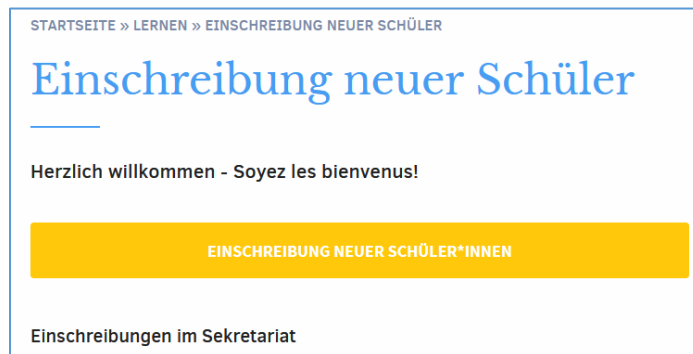 STARTSEITE » LERNEN » EINSCHREIBUNG NEUER SCHÜLER
Einschreibung neuer Schüler
Herzlich willkommen - Soyez les bienvenus!
EINSCHREIBUNG NEUER SCHÜLER*INNEN
Einschreibungen im Sekretariat